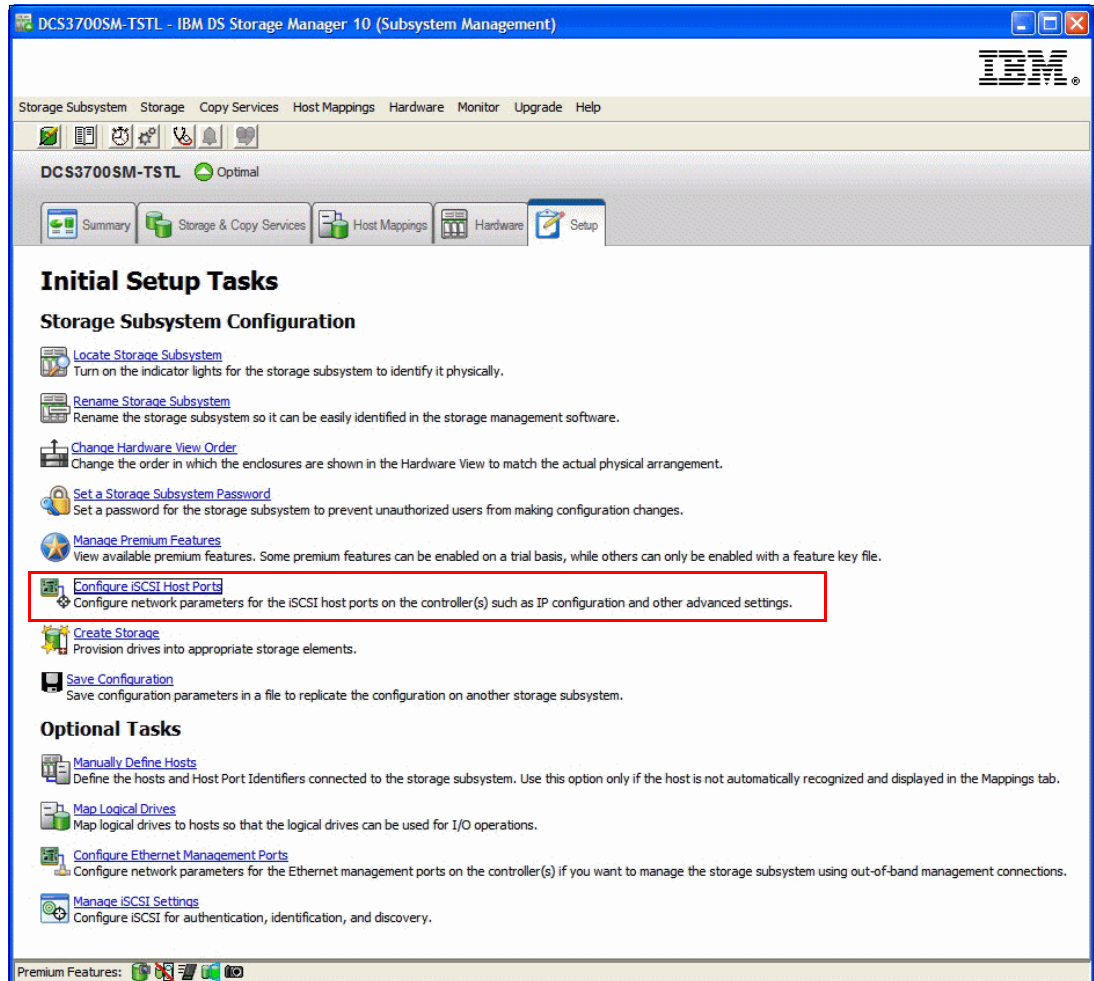 DCS3700SM-TSTL - IBM DS Storage Manager 10 (Subsystem Management)
IBM®
Storage Subsystem Storage Copy Services Host Mappings Hardware Monitor Upgrade Help
DCS3700SM-TSTL Optimal
Summary Storage & Copy Services Host Mappings Hardware Setup
Initial Setup Tasks
Storage Subsystem Configuration
Locate Storage Subsystem
Turn on the indicator lights for the storage subsystem to identify it physically.
Rename Storage Subsystem
Rename the storage subsystem so it can be easily identified in the storage management software.
Change Hardware View Order
Change the order in which the enclosures are shown in the Hardware View to match the actual physical arrangement.
Set a Storage Subsystem Password
Set a password for the storage subsystem to prevent unauthorized users from making configuration changes.
Manage Premium Features
View available premium features. Some premium features can be enabled on a trial basis, while others can only be enabled with a feature key file.
Configure iSCSI Host Ports
Configure network parameters for the iSCSI host ports on the controller(s) such as IP configuration and other advanced settings.
Create Storage
Provision drives into appropriate storage elements.
Save Configuration
Save configuration parameters in a file to replicate the configuration on another storage subsystem.
Optional Tasks
Manually Define Hosts
Define the hosts and Host Port Identifiers connected to the storage subsystem. Use this option only if the host is not automatically recognized and displayed in the Mappings tab.
Map Logical Drives
Map logical drives to hosts so that the logical drives can be used for I/O operations.
Configure Ethernet Management Ports
Configure network parameters for the Ethernet management ports on the controller(s) if you want to manage the storage subsystem using out-of-band management connections.
Manage iSCSI Settings
Configure iSCSI for authentication, identification, and discovery.
Premium Features: